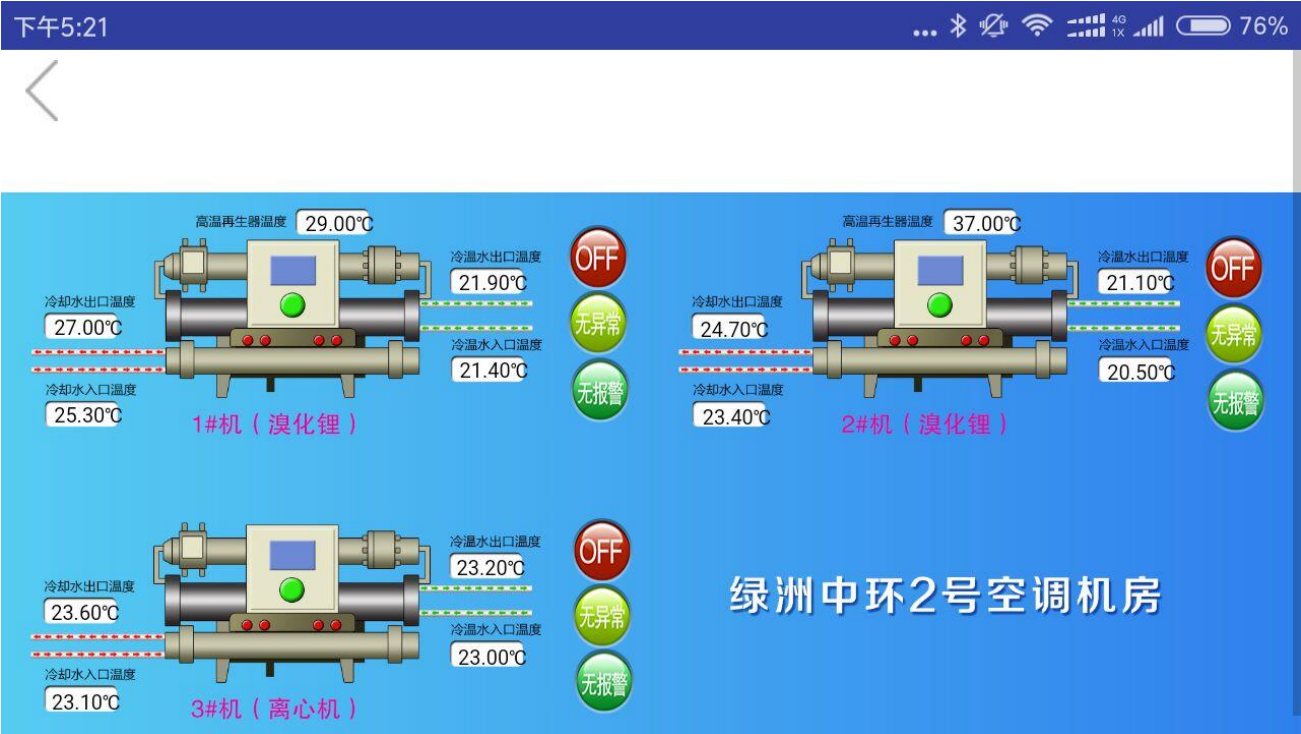 下午5:21
... 4G 1X 76%
高温再生器温度 29.00℃
冷温水出口温度
21.90℃
OFF
冷却水出口温度
27.00℃
无异常
冷温水入口温度
21.40℃
冷却水入口温度
25.30℃
无报警
1#机（溴化锂）
高温再生器温度 37.00℃
冷温水出口温度
21.10℃
OFF
冷却水出口温度
24.70℃
无异常
冷温水入口温度
20.50℃
冷却水入口温度
23.40℃
无报警
2#机（溴化锂）
冷温水出口温度
23.20℃
OFF
冷却水出口温度
23.60℃
无异常
冷温水入口温度
23.00℃
冷却水入口温度
23.10℃
无报警
3#机（离心机）
绿洲中环2号空调机房